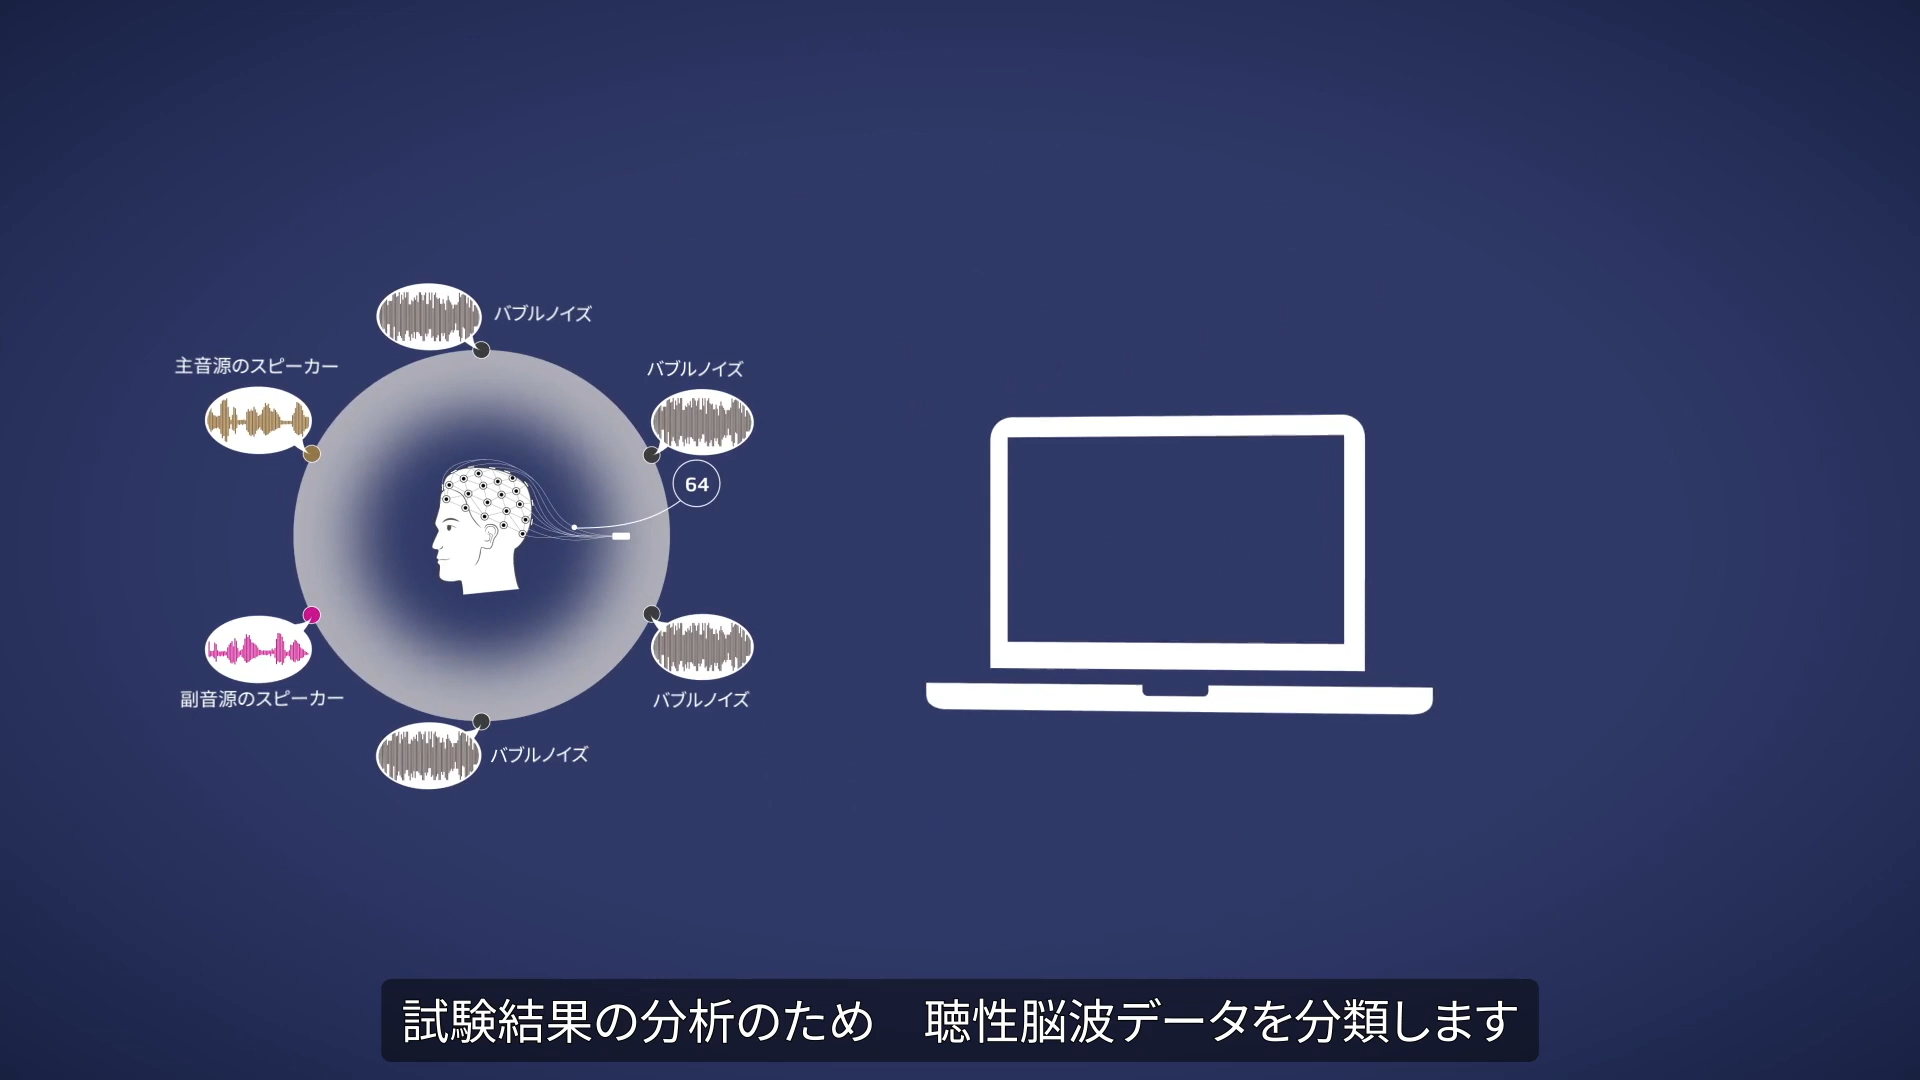 バブルノイズ
主音源のスピーカー
バブルノイズ
64
副音源のスピーカー
バブルノイズ
バブルノイズ
試験結果の分析のため　聴性脳波データを分類します